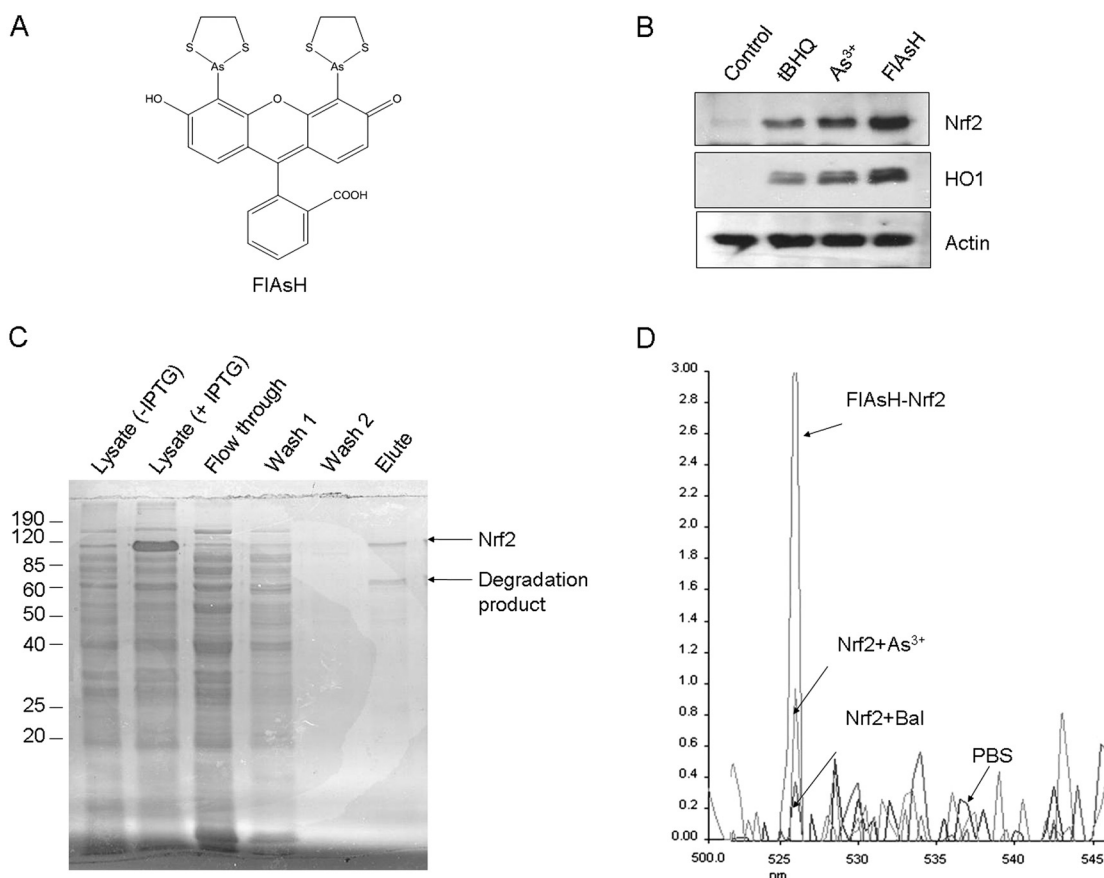 A
S
S
S
S
As
As
HO
O
O
COOH
FlAsH
B
Control
tBHQ
As3+
FlAsH
Nrf2
HO1
Actin
C
Lysate (-IPTG)
Lysate (+ IPTG)
Flow through
Wash 1
Wash 2
Elute
190
120
85
60
50
40
25
20
Nrf2
Degradation
product
D
3.00
2.8
2.6
2.4
2.2
2.0
1.8
1.6
1.4
1.2
1.0
0.8
0.6
0.4
0.2
0.00
FlAsH-Nrf2
Nrf2+As3+
Nrf2+Bal
PBS
500.0
525
530
535
540
545
nm